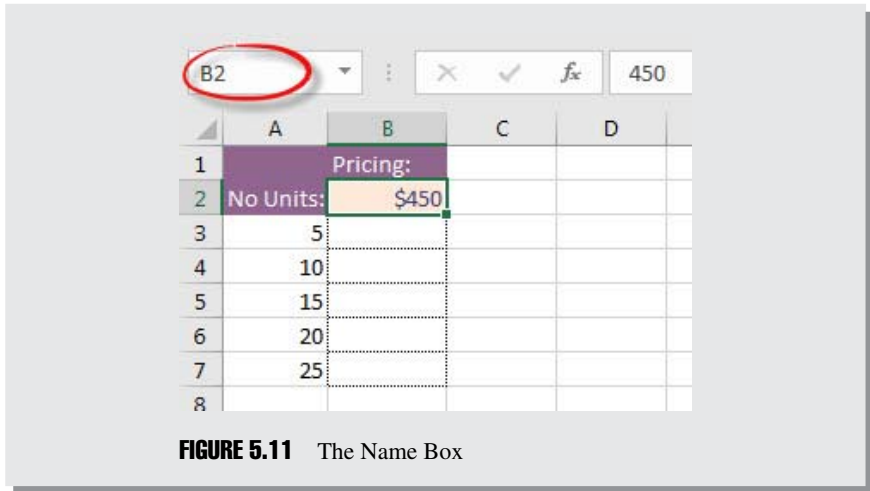 B2 fx 450
A B C D
1 Pricing:
2 No Units: $450
3 5
4 10
5 15
6 20
7 25
8
FIGURE 5.11 The Name Box